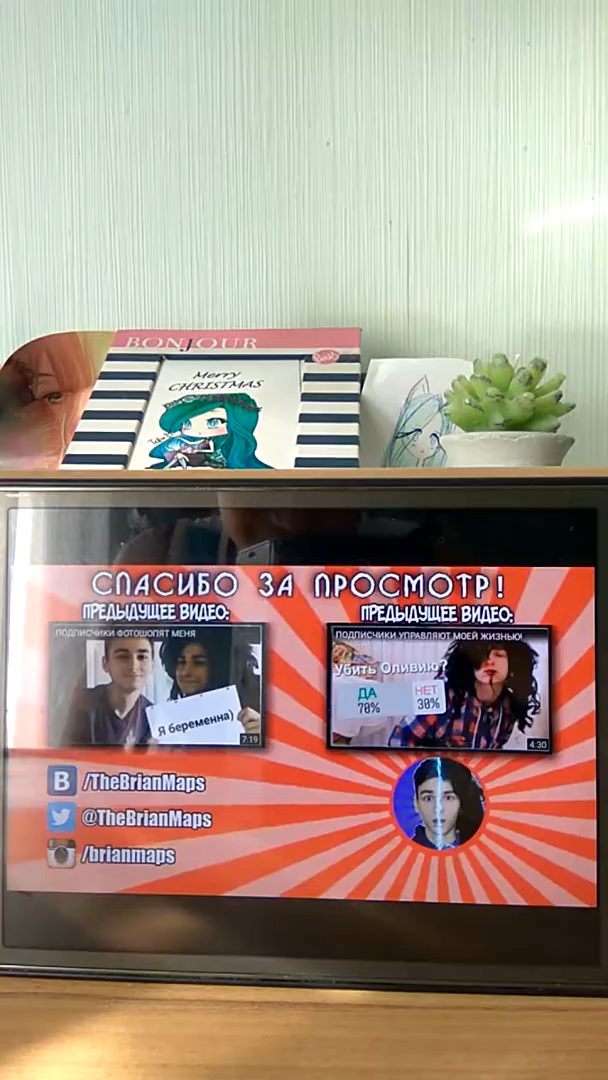 BONJOUR
Merry
CHRISTMAS
СПАСИБО ЗА ПРОСМОТР!
ПРЕДЫДУЩЕЕ ВИДЕО:
ПОДПИСЧИКИ ФОТОШОПЯТ МЕНЯ
Я беременна)
7:19
ПРЕДЫДУЩЕЕ ВИДЕО:
ПОДПИСЧИКИ УПРАВЛЯЮТ МОЕЙ ЖИЗНЬЮ!
Убить Оливию?
ДА
70%
НЕТ
30%
4:30
B /TheBrianMaps
@TheBrianMaps
/brianmaps